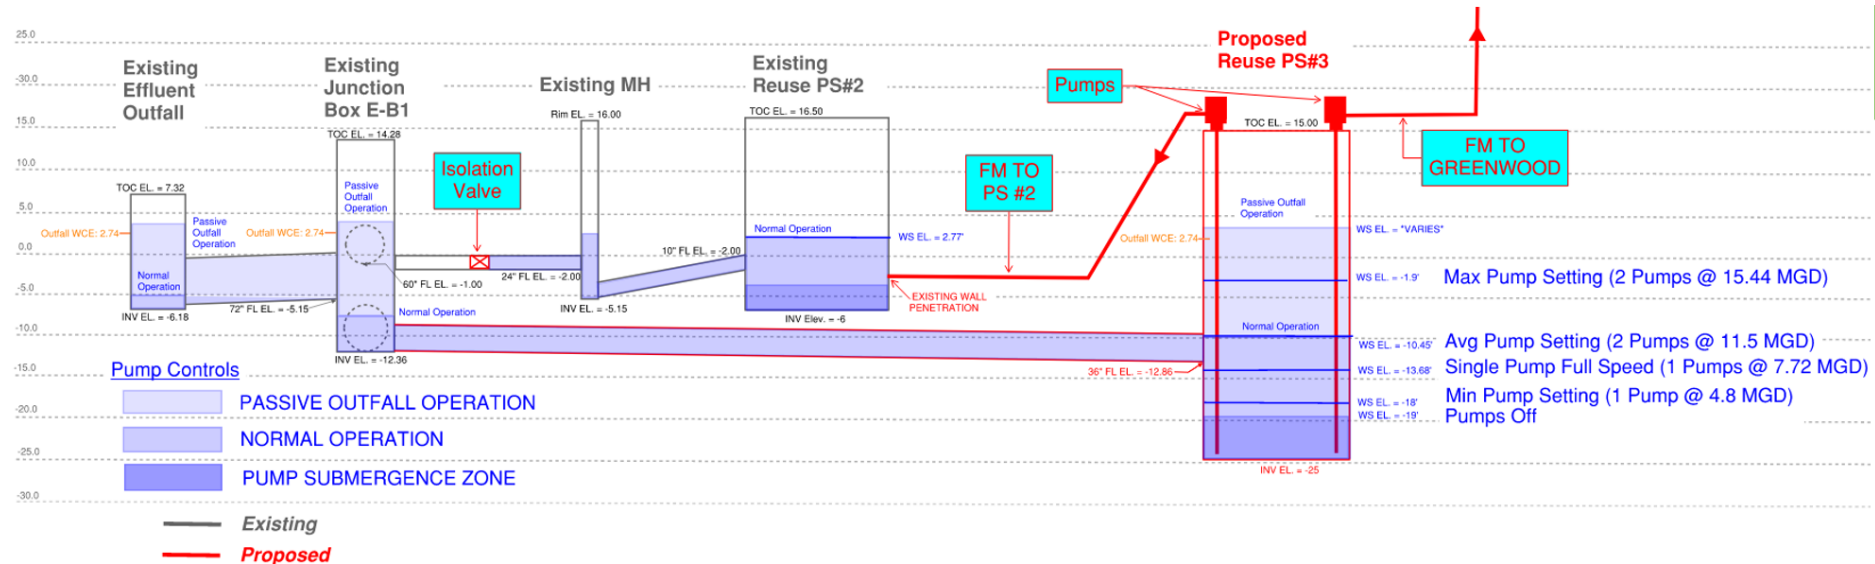 25.0
-30.0
15.0
10.0
5.0
0.0
-5.0
-10.0
-15.0
-20.0
-25.0
-30.0
Existing
Effluent
Outfall
TOC EL. = 7.32
Outfall WCE: 2.74
Passive
Outfall
Operation
Normal
Operation
INV EL. = -6.18
72" FL EL. = -5.15
Existing
Junction
Box E-B1
TOC EL. = 14.28
Passive
Outfall
Operation
Outfall WCE: 2.74
60" FL EL. = -1.00
Normal Operation
INV EL. = -12.36
Isolation
Valve
24" FL EL. = -2.00
Existing MH
Rim EL. = 16.00
INV EL. = -5.15
10" FL EL. = -2.00
Existing
Reuse PS#2
TOC EL. = 16.50
Normal Operation
WS EL. = 2.77'
INV Elev. = -6
EXISTING WALL
PENETRATION
FM TO
PS #2
Pumps
Proposed
Reuse PS#3
TOC EL. = 15.00
FM TO
GREENWOOD
Passive Outfall
Operation
Outfall WCE: 2.74
WS EL. = "VARIES"
WS EL. = -1.9'
Max Pump Setting (2 Pumps @ 15.44 MGD)
Normal Operation
WS EL. = -10.45'
Avg Pump Setting (2 Pumps @ 11.5 MGD)
36" FL EL. = -12.86
WS EL. = -13.68'
Single Pump Full Speed (1 Pumps @ 7.72 MGD)
WS EL. = -18'
Min Pump Setting (1 Pump @ 4.8 MGD)
WS EL. = -19'
Pumps Off
INV EL. = -25
Pump Controls
PASSIVE OUTFALL OPERATION
NORMAL OPERATION
PUMP SUBMERGENCE ZONE
Existing
Proposed